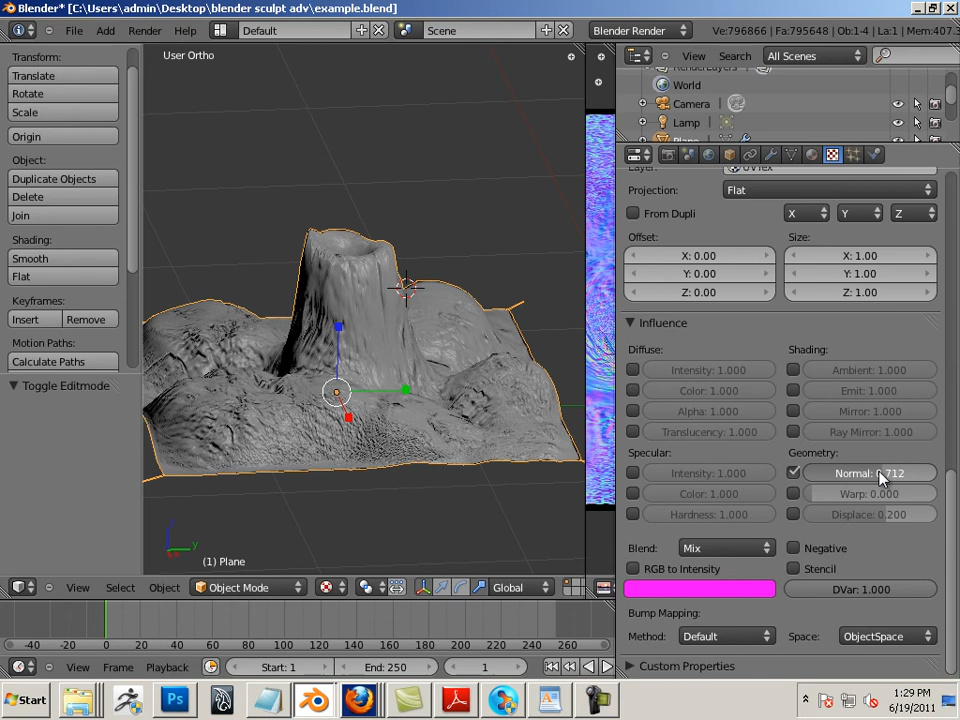 Blender* [C:\Users\admin\Desktop\blender sculpt adv\example.blend]
File Add Render Help Default Scene Blender Render Ve:796866 | Fa:795648 | Ob:1-4 | La:1 | Mem:407.
Transform:
Translate
Rotate
Scale
Origin
Object:
Duplicate Objects
Delete
Join
Shading:
Smooth
Flat
Keyframes:
Insert Remove
Motion Paths:
Calculate Paths
Toggle Editmode
User Ortho
z
y
(1) Plane
View Select Object Object Mode Global
-40 -20 0 20 40 60 80 100 120 140 160 180 200 220 240 260
View Frame Playback Start: 1 End: 250 1
View Search All Scenes
RenderLayers
World
Camera
Lamp
Plane
Layer: UVTex
Projection: Flat
From Dupli X Y Z
Offset: Size:
X: 0.00 X: 1.00
Y: 0.00 Y: 1.00
Z: 0.00 Z: 1.00
Influence
Diffuse: Shading:
Intensity: 1.000 Ambient: 1.000
Color: 1.000 Emit: 1.000
Alpha: 1.000 Mirror: 1.000
Translucency: 1.000 Ray Mirror: 1.000
Specular: Geometry:
Intensity: 1.000 Normal: 0.712
Color: 1.000 Warp: 0.000
Hardness: 1.000 Displace: 0.200
Blend: Mix Negative
RGB to Intensity Stencil
DVar: 1.000
Bump Mapping:
Method: Default Space: ObjectSpace
Custom Properties
Start Ps
1:29 PM
6/19/2011